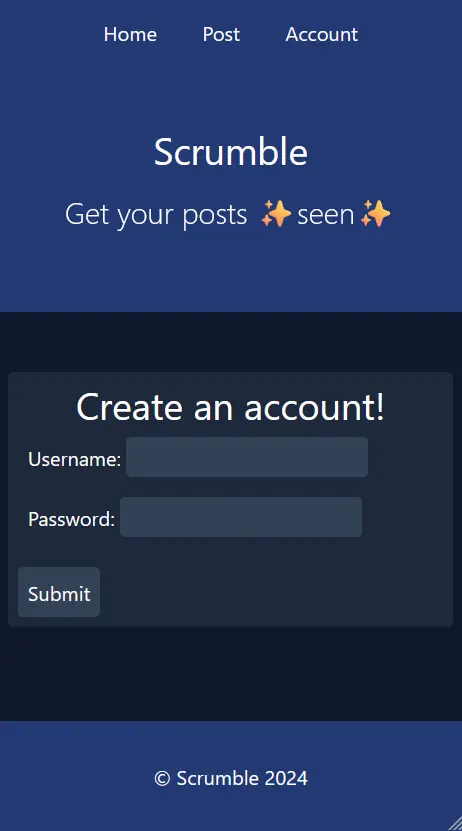 Home Post Account
Scrumble
Get your posts ✨seen✨
Create an account!
Username:
Password:
Submit
© Scrumble 2024